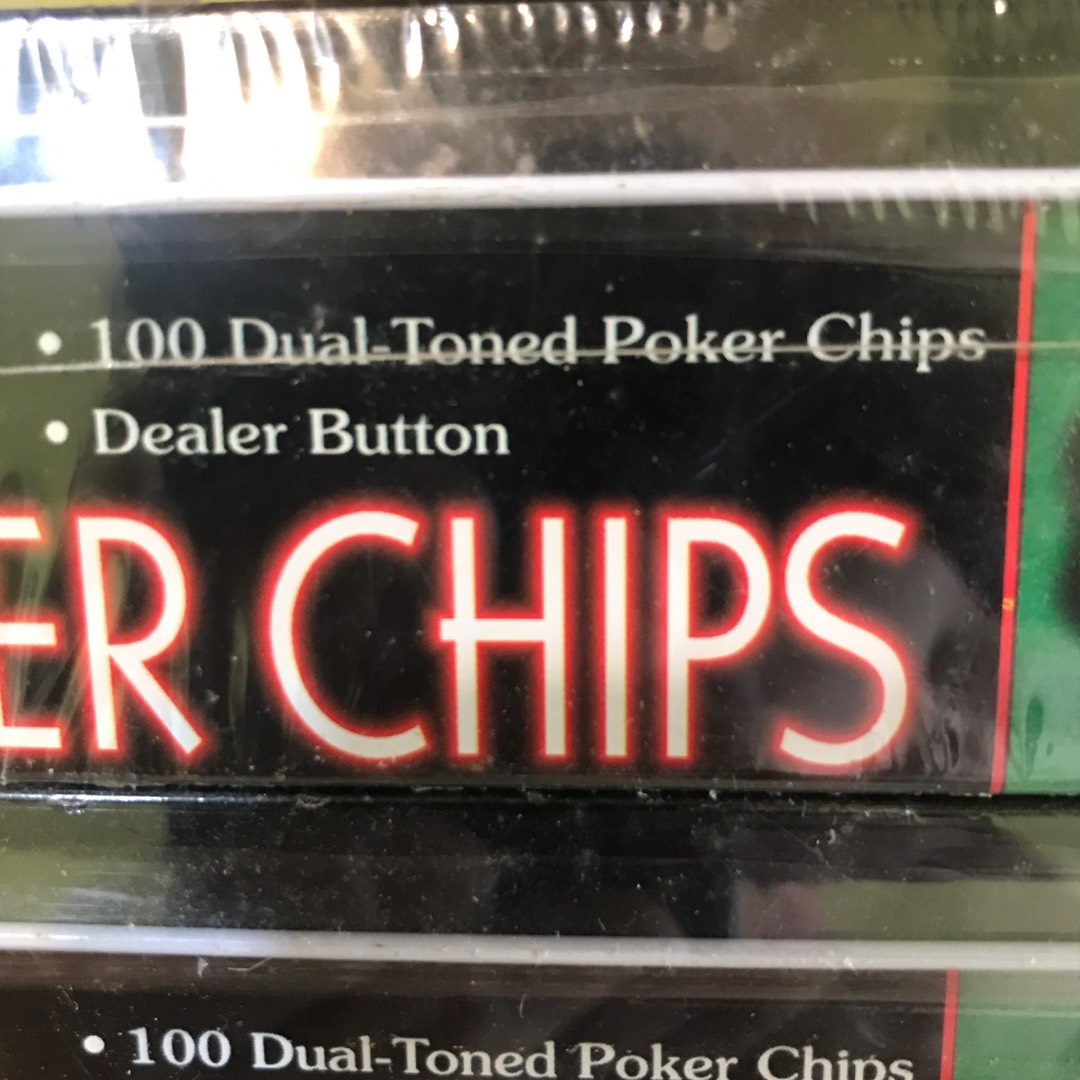 • 100 Dual-Toned Poker Chips
• Dealer Button
ER CHIPS
• 100 Dual-Toned Poker Chips